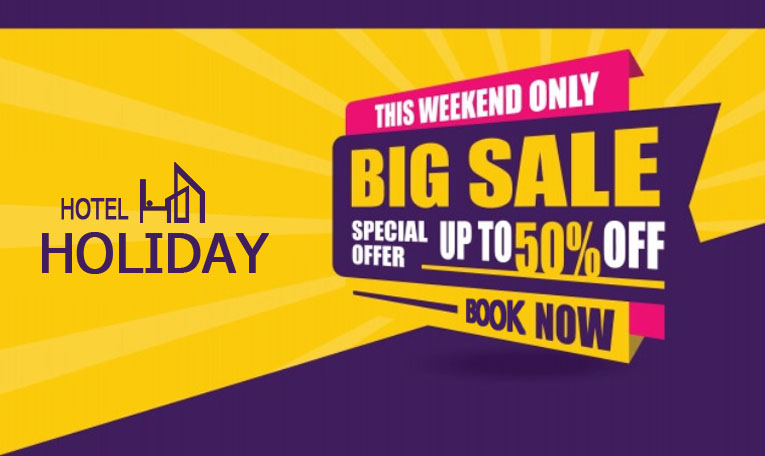 HOTEL
HOLIDAY
THIS WEEKEND ONLY
BIG SALE
SPECIAL OFFER UP TO 50% OFF
BOOK NOW